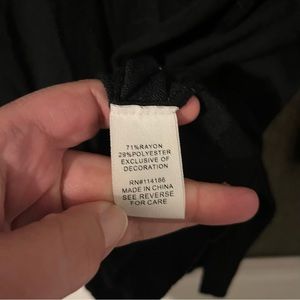 71%RAYON
29%POLYESTER
EXCLUSIVE OF
DECORATION
RN#114186
MADE IN CHINA
SEE REVERSE
FOR CARE